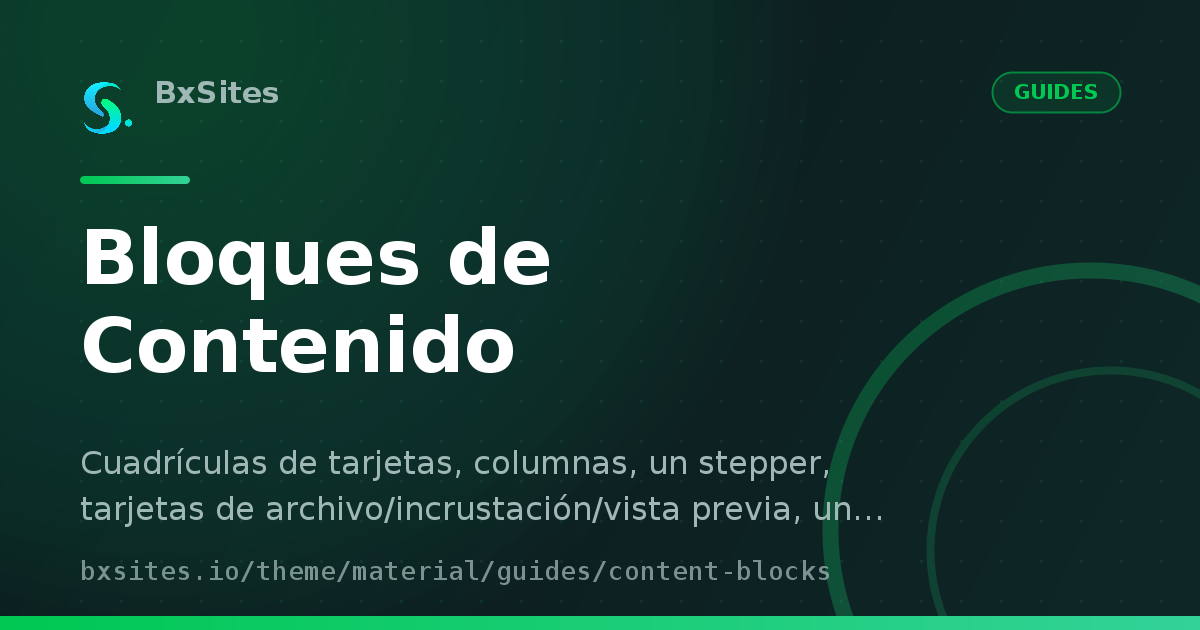 BxSites
GUIDES
Bloques de
Contenido
Cuadrículas de tarjetas, columnas, un stepper,
tarjetas de archivo/incrustación/vista previa, un…
bxsites.io/theme/material/guides/content-blocks